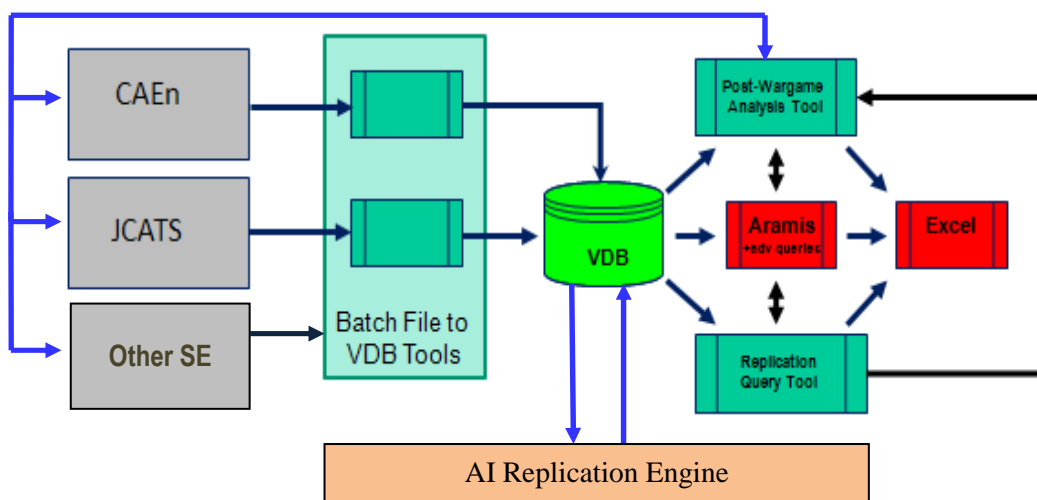 CAEn
JCATS
Other SE
Batch File to
VDB Tools
VDB
Post-Wargame
Analysis Tool
Aramis
+adv queries
Excel
Replication
Query Tool
AI Replication Engine